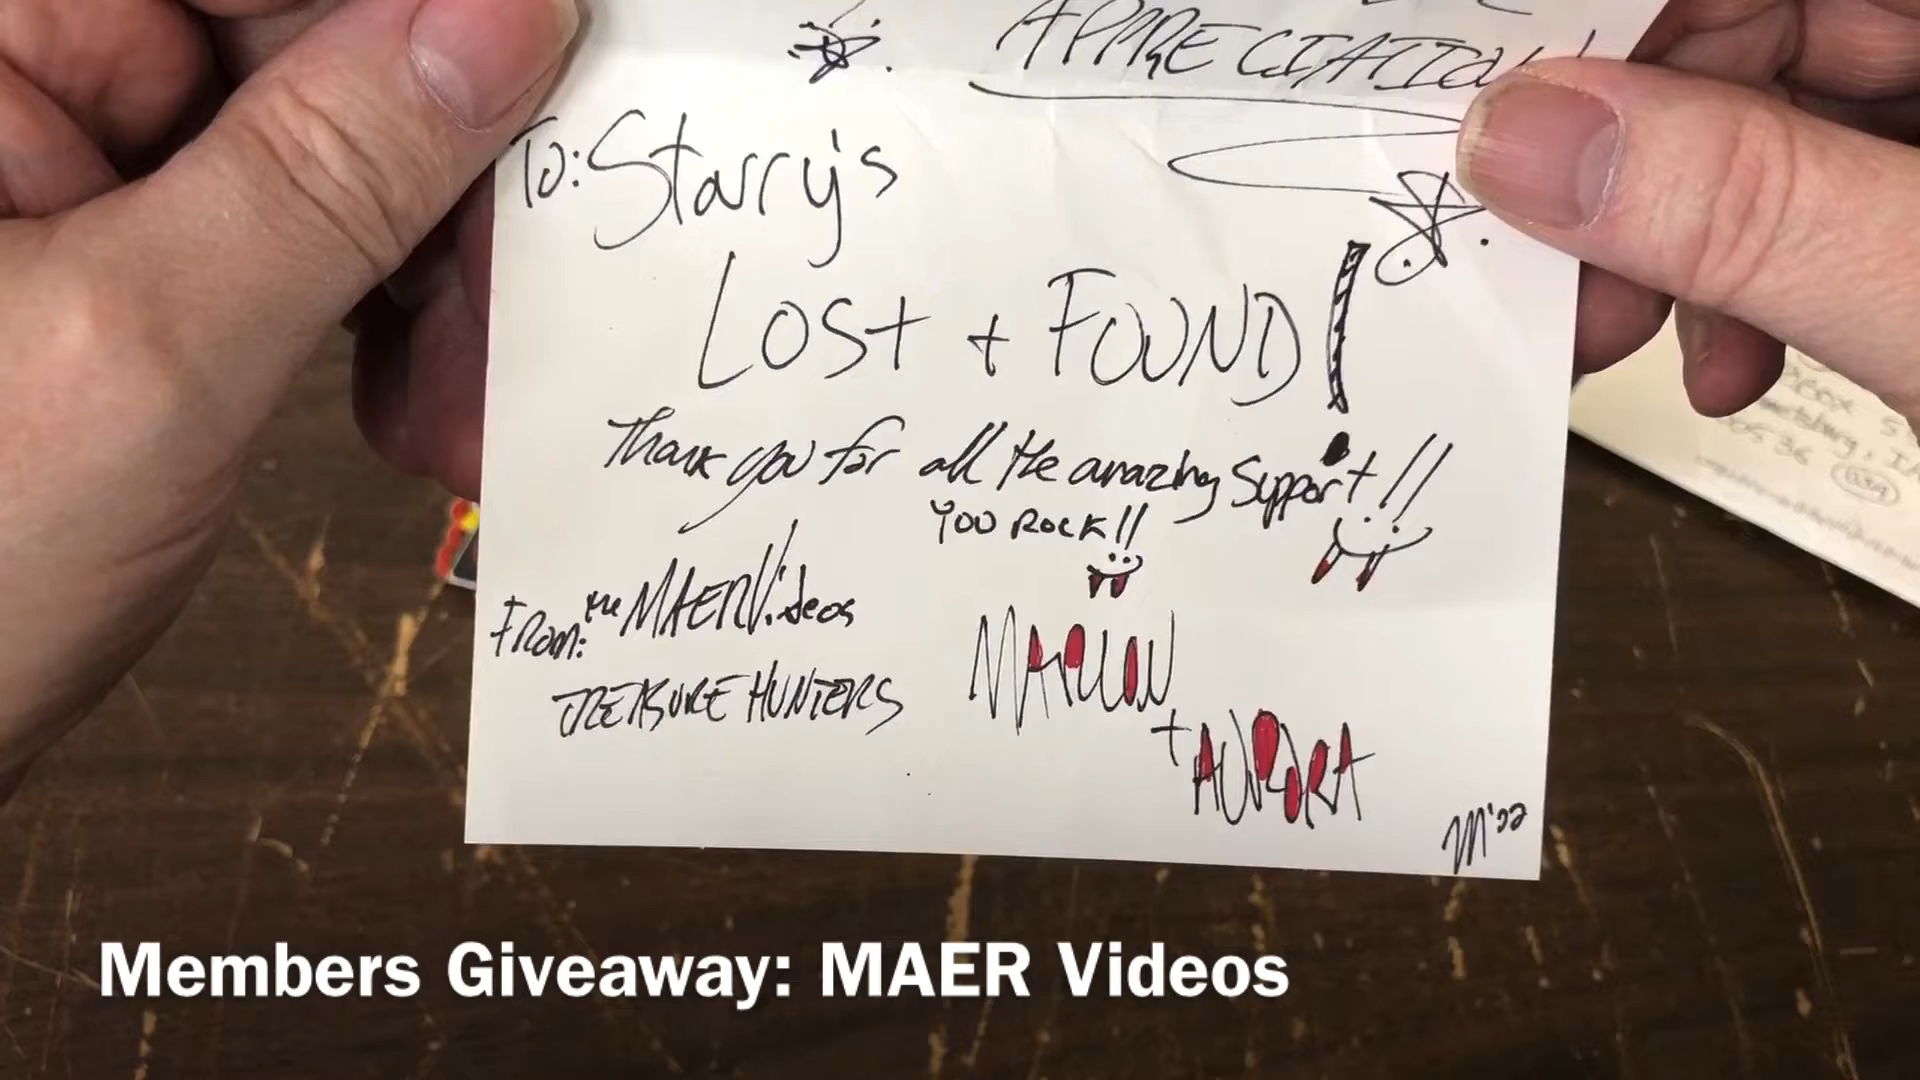 APPRECIATION!
To: Starry's
LOST + FOUND!
Thank you for all the amazing support!!
YOU ROCK!!
FROM: the MAERVideos
TREASURE HUNTERS
MARLON
+ AURORA
M'22
Members Giveaway: MAER Videos